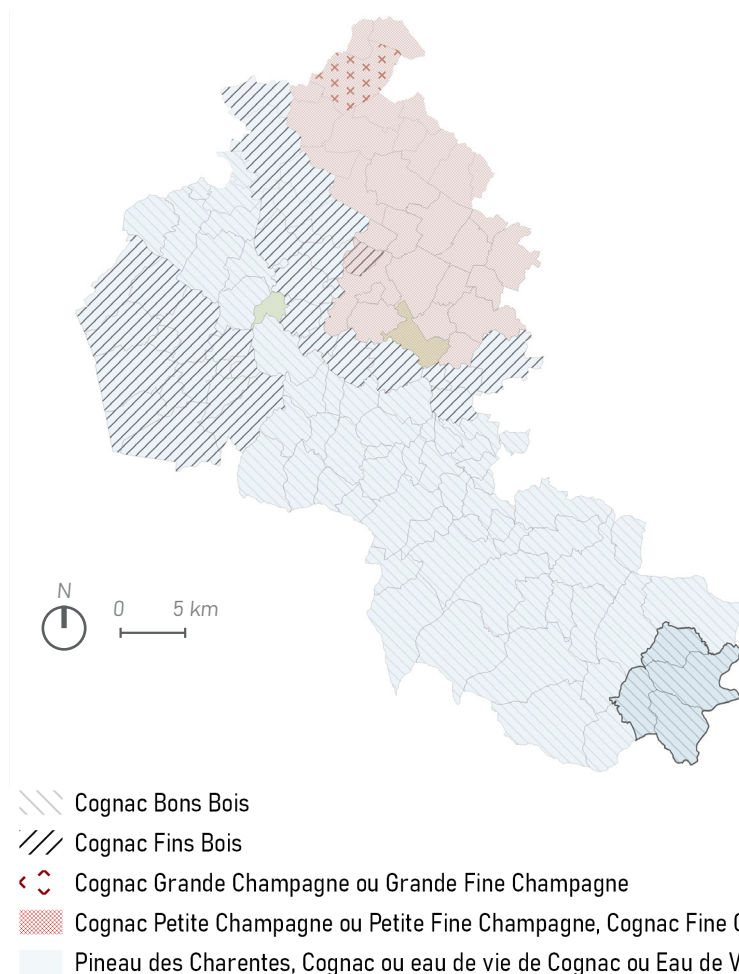 N
0 5 km
Cognac Bons Bois
Cognac Fins Bois
Cognac Grande Champagne ou Grande Fine Champagne
Cognac Petite Champagne ou Petite Fine Champagne, Cognac Fine
Pineau des Charentes, Cognac ou eau de vie de Cognac ou Eau de